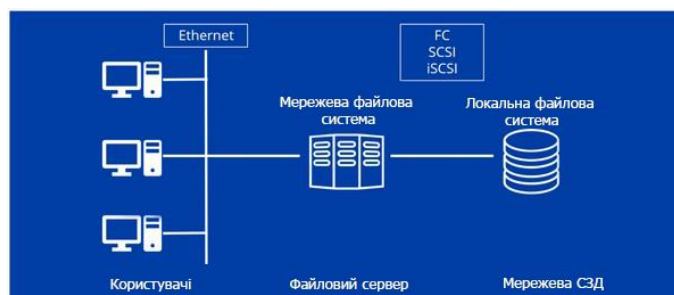 Ethernet
FC
SCSI
iSCSI
Мережева файлова
система
Локальна файлова
система
Користувачі
Файловий сервер
Мережева СЗД